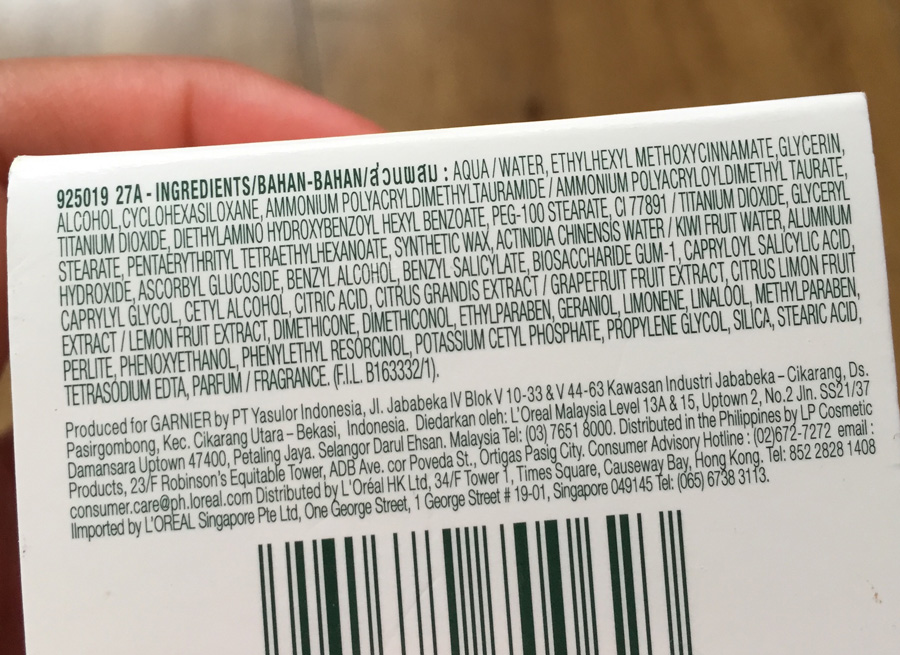 925019 27A - INGREDIENTS/BAHAN-BAHAN/ส่วนผสม : AQUA / WATER, ETHYLHEXYL METHOXYCINNAMATE, GLYCERIN,
ALCOHOL, CYCLOHEXASILOXANE, AMMONIUM POLYACRYLDIMETHYLTAURAMIDE / AMMONIUM POLYACRYLOYLDIMETHYL TAURATE,
TITANIUM DIOXIDE, DIETHYLAMINO HYDROXYBENZOYL HEXYL BENZOATE, PEG-100 STEARATE, CI 77891 / TITANIUM DIOXIDE, GLYCERYL
STEARATE, PENTAERYTHRITYL TETRAETHYLHEXANOATE, SYNTHETIC WAX, ACTINIDIA CHINENSIS WATER / KIWI FRUIT WATER, ALUMINUM
HYDROXIDE, ASCORBYL GLUCOSIDE, BENZYL ALCOHOL, BENZYL SALICYLATE, BIOSACCHARIDE GUM-1, CAPRYLOYL SALICYLIC ACID,
CAPRYLYL GLYCOL, CETYL ALCOHOL, CITRIC ACID, CITRUS GRANDIS EXTRACT / GRAPEFRUIT FRUIT EXTRACT, CITRUS LIMON FRUIT
EXTRACT / LEMON FRUIT EXTRACT, DIMETHICONE, DIMETHICONOL, ETHYLPARABEN, GERANIOL, LIMONENE, LINALOOL, METHYLPARABEN,
PERLITE, PHENOXYETHANOL, PHENYLETHYL RESORCINOL, POTASSIUM CETYL PHOSPHATE, PROPYLENE GLYCOL, SILICA, STEARIC ACID,
TETRASODIUM EDTA, PARFUM / FRAGRANCE. (F.I.L. B163332/1).
Produced for GARNIER by PT Yasulor Indonesia, Jl. Jababeka IV Blok V 10-33 & V 44-63 Kawasan Industri Jababeka – Cikarang, Ds.
Pasirgombong, Kec. Cikarang Utara – Bekasi, Indonesia. Diedarkan oleh: L'Oreal Malaysia Level 13A & 15, Uptown 2, No.2 Jln. SS21/37
Damansara Uptown 47400, Petaling Jaya. Selangor Darul Ehsan. Malaysia Tel: (03) 7651 8000. Distributed in the Philippines by LP Cosmetic
Products, 23/F Robinson's Equitable Tower, ADB Ave. cor Poveda St., Ortigas Pasig City. Consumer Advisory Hotline : (02)672-7272 email :
consumer.care@ph.loreal.com Distributed by L'Oréal HK Ltd, 34/F Tower 1, Times Square, Causeway Bay, Hong Kong, Tel: 852 2828 1408
IImported by L'ORÉAL Singapore Pte Ltd, One George Street, 1 George Street # 19-01, Singapore 049145 Tel: (065) 6738 3113.